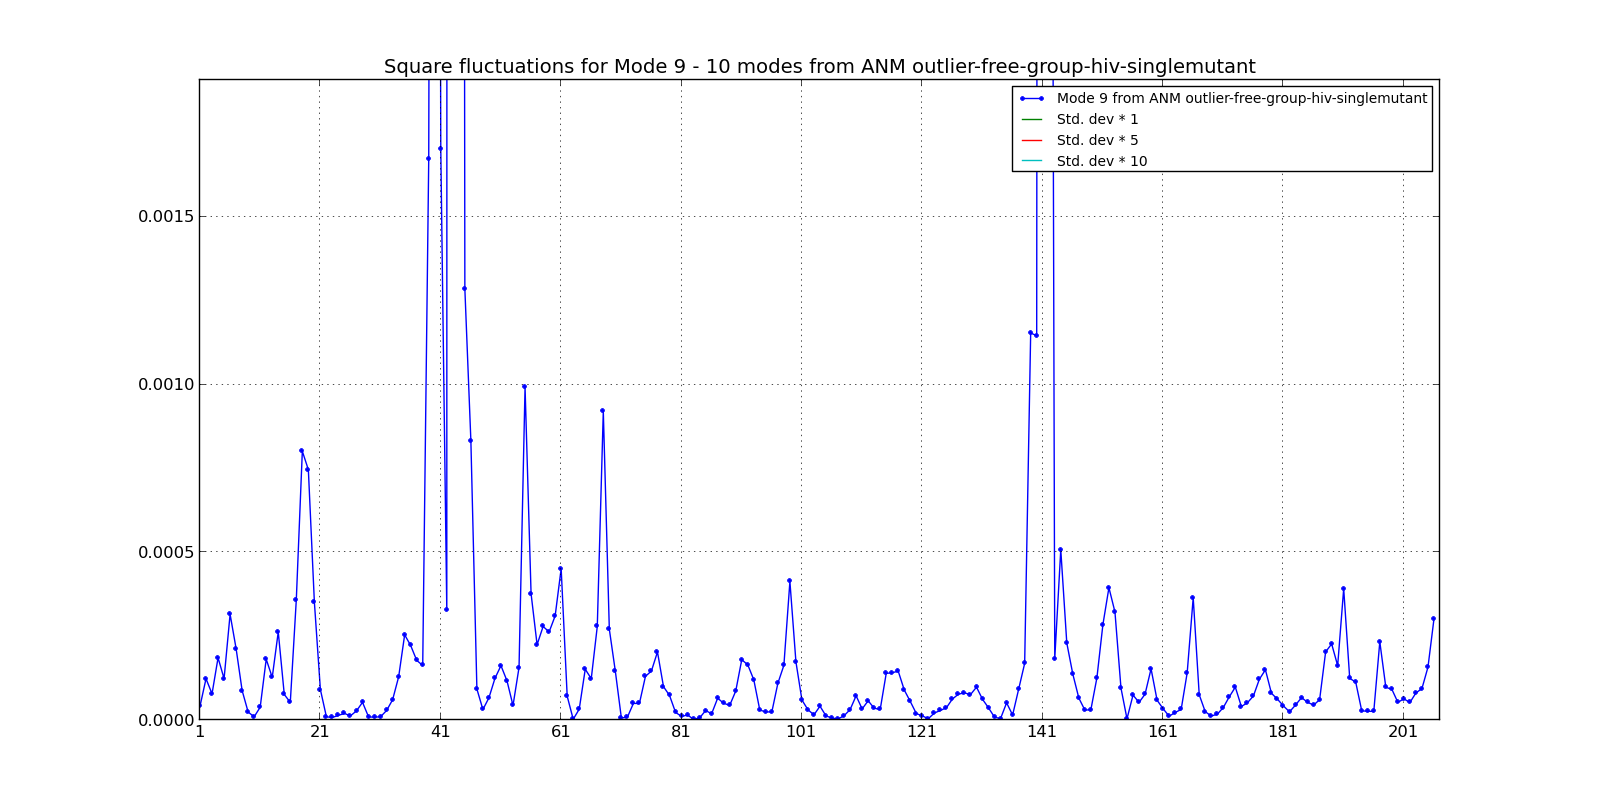 Square fluctuations for Mode 9 - 10 modes from ANM outlier-free-group-hiv-singlemutant
Mode 9 from ANM outlier-free-group-hiv-singlemutant
Std. dev * 1
Std. dev * 5
Std. dev * 10
0.0015
0.0010
0.0005
0.0000
1 21 41 61 81 101 121 141 161 181 201